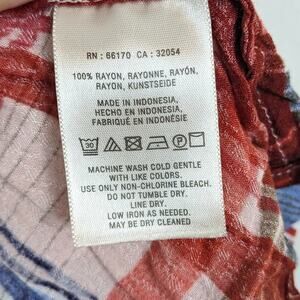 RN : 66170 CA : 32054
100% RAYON, RAYONNE, RAYÓN,
RAYON, KUNSTSEIDE
MADE IN INDONESIA,
HECHO EN INDONESIA,
FABRIQUÉ EN INDONÉSIE
30
MACHINE WASH COLD GENTLE
WITH LIKE COLORS.
USE ONLY NON-CHLORINE BLEACH.
DO NOT TUMBLE DRY.
LINE DRY.
LOW IRON AS NEEDED.
MAY BE DRY CLEANED